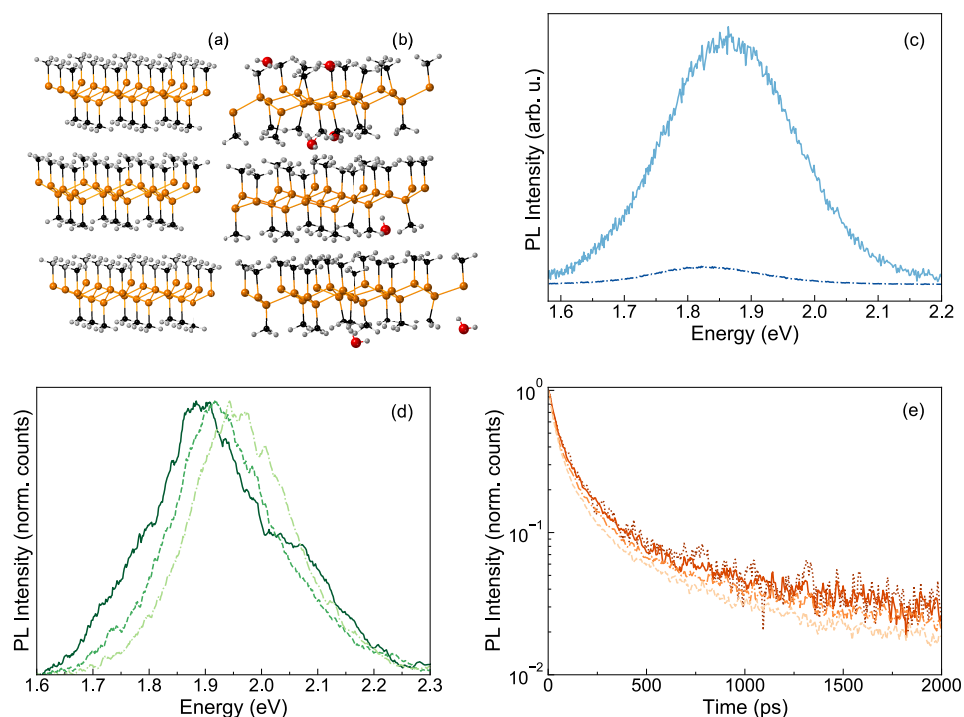 (a)
(b)
(c)
PL Intensity (arb. u.)
1.6 1.7 1.8 1.9 2.0 2.1 2.2
Energy (eV)
(d)
PL Intensity (norm. counts)
1.6 1.7 1.8 1.9 2.0 2.1 2.2 2.3
Energy (eV)
(e)
PL Intensity (norm. counts)
10⁰
10⁻¹
10⁻²
0 500 1000 1500 2000
Time (ps)